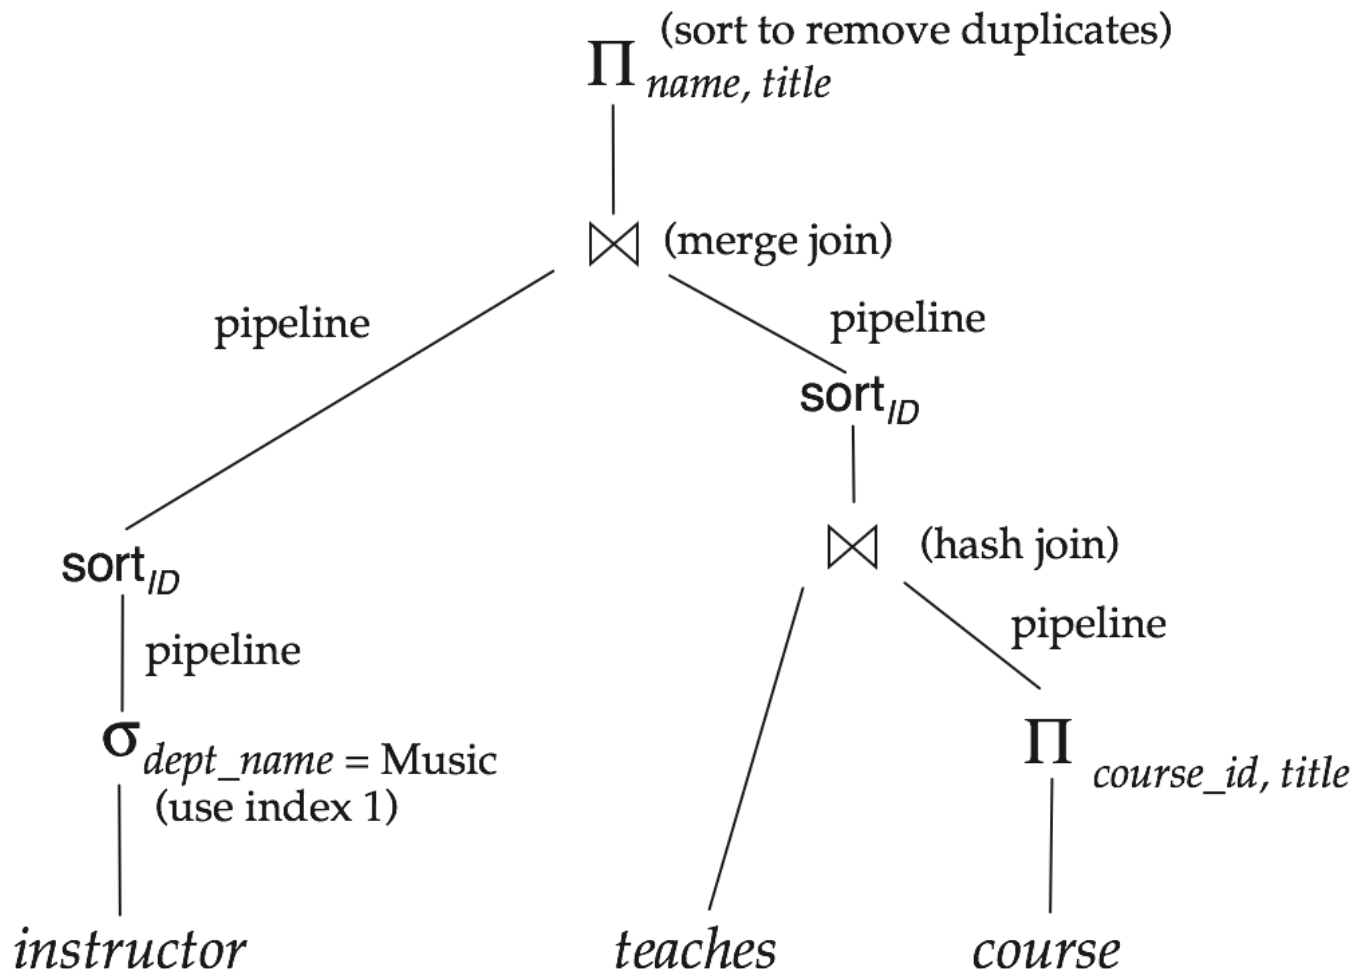 (sort to remove duplicates)
Π name, title
⋈ (merge join)
pipeline
pipeline
sort ID
(hash join)
sort ID
pipeline
pipeline
σ dept_name = Music
(use index 1)
Π course_id, title
instructor
teaches
course